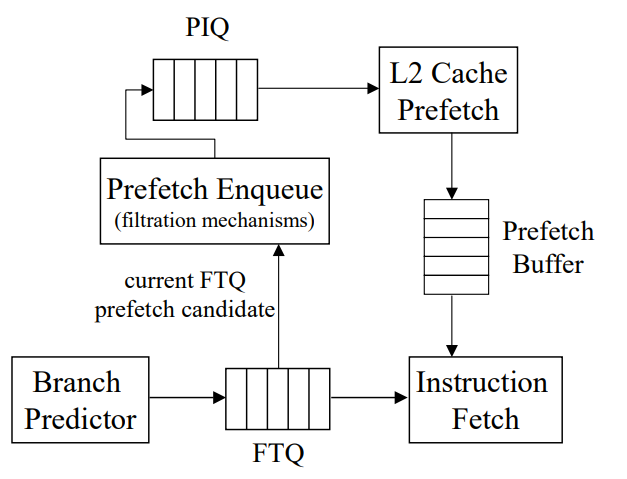 PIQ
L2 Cache
Prefetch
Prefetch Enqueue
(filtration mechanisms)
Prefetch
Buffer
current FTQ
prefetch candidate
Branch
Predictor
Instruction
Fetch
FTQ